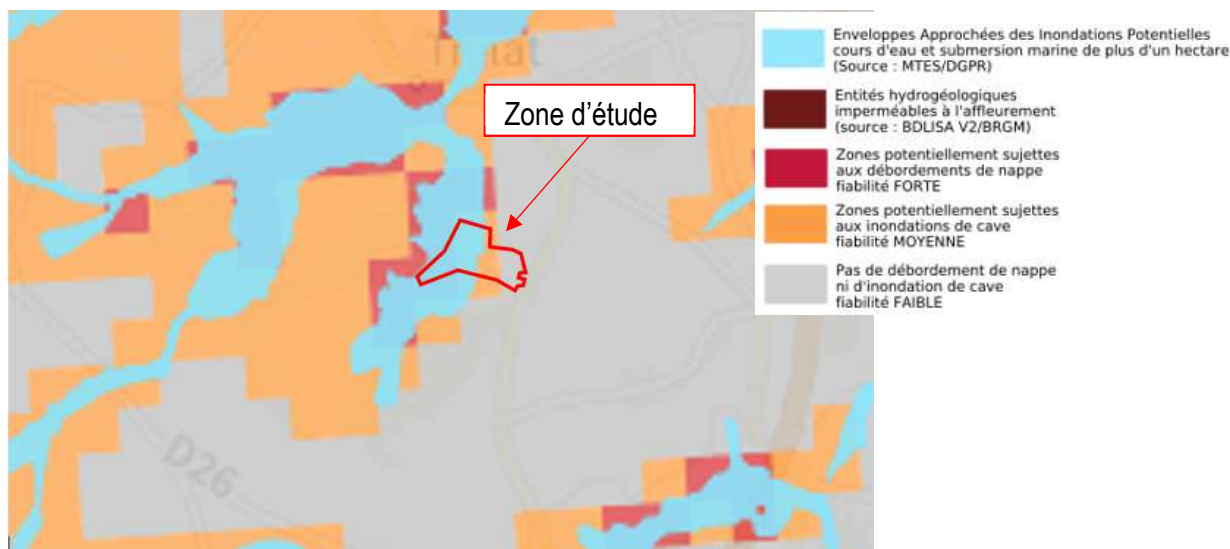 Trélat
Zone d'étude
D26
Enveloppes Approchées des Inondations Potentielles
cours d'eau et submersion marine de plus d'un hectare
(Source : MTES/DGPR)
Entités hydrogéologiques
imperméables à l'affleurement
(source : BDLISA V2/BRGM)
Zones potentiellement sujettes
aux débordements de nappe
fiabilité FORTE
Zones potentiellement sujettes
aux inondations de cave
fiabilité MOYENNE
Pas de débordement de nappe
ni d'inondation de cave
fiabilité FAIBLE